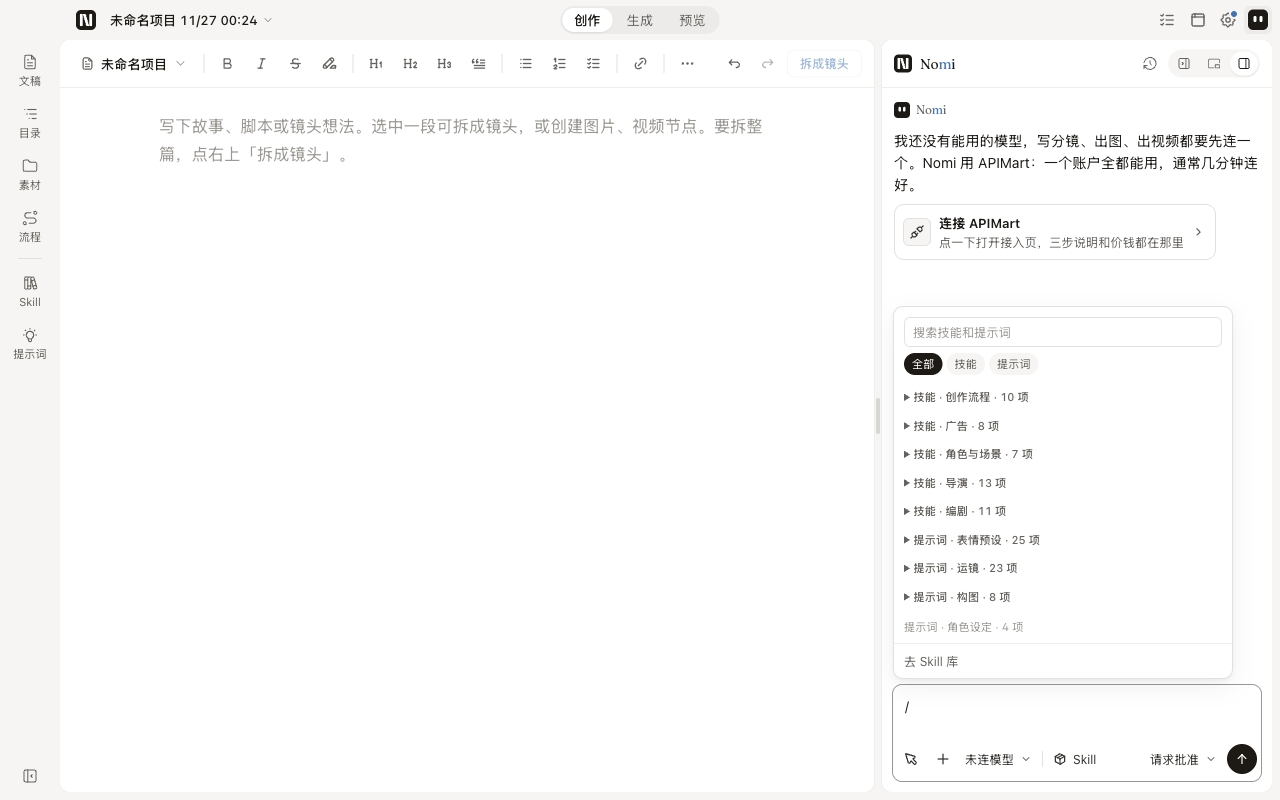 未命名项目 11/27 00:24
创作
生成
预览
文稿
目录
素材
流程
Skill
提示词
未命名项目
B I S H1 H2 H3
拆成镜头
写下故事、脚本或镜头想法。选中一段可拆成镜头，或创建图片、视频节点。要拆整
篇，点右上「拆成镜头」。
Nomi
Nomi
我还没有能用的模型，写分镜、出图、出视频都要先连一
个。Nomi 用 APIMart：一个账户全都能用，通常几分钟连
好。
连接 APIMart
点一下打开接入页，三步说明和价钱都在那里
搜索技能和提示词
全部
技能
提示词
技能 · 创作流程 · 10 项
技能 · 广告 · 8 项
技能 · 角色与场景 · 7 项
技能 · 导演 · 13 项
技能 · 编剧 · 11 项
提示词 · 表情预设 · 25 项
提示词 · 运镜 · 23 项
提示词 · 构图 · 8 项
提示词 · 角色设定 · 4 项
去 Skill 库
/
未连模型
Skill
请求批准